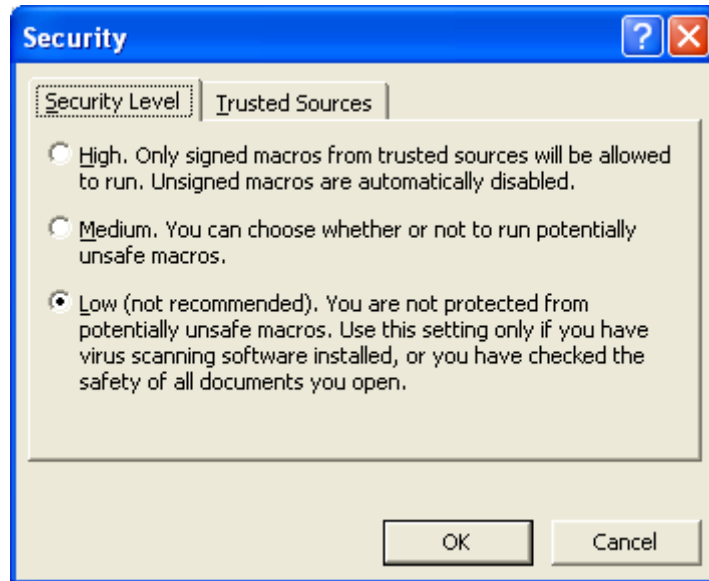 Security
Security Level
Trusted Sources
High. Only signed macros from trusted sources will be allowed
to run. Unsigned macros are automatically disabled.
Medium. You can choose whether or not to run potentially
unsafe macros.
Low (not recommended). You are not protected from
potentially unsafe macros. Use this setting only if you have
virus scanning software installed, or you have checked the
safety of all documents you open.
OK
Cancel